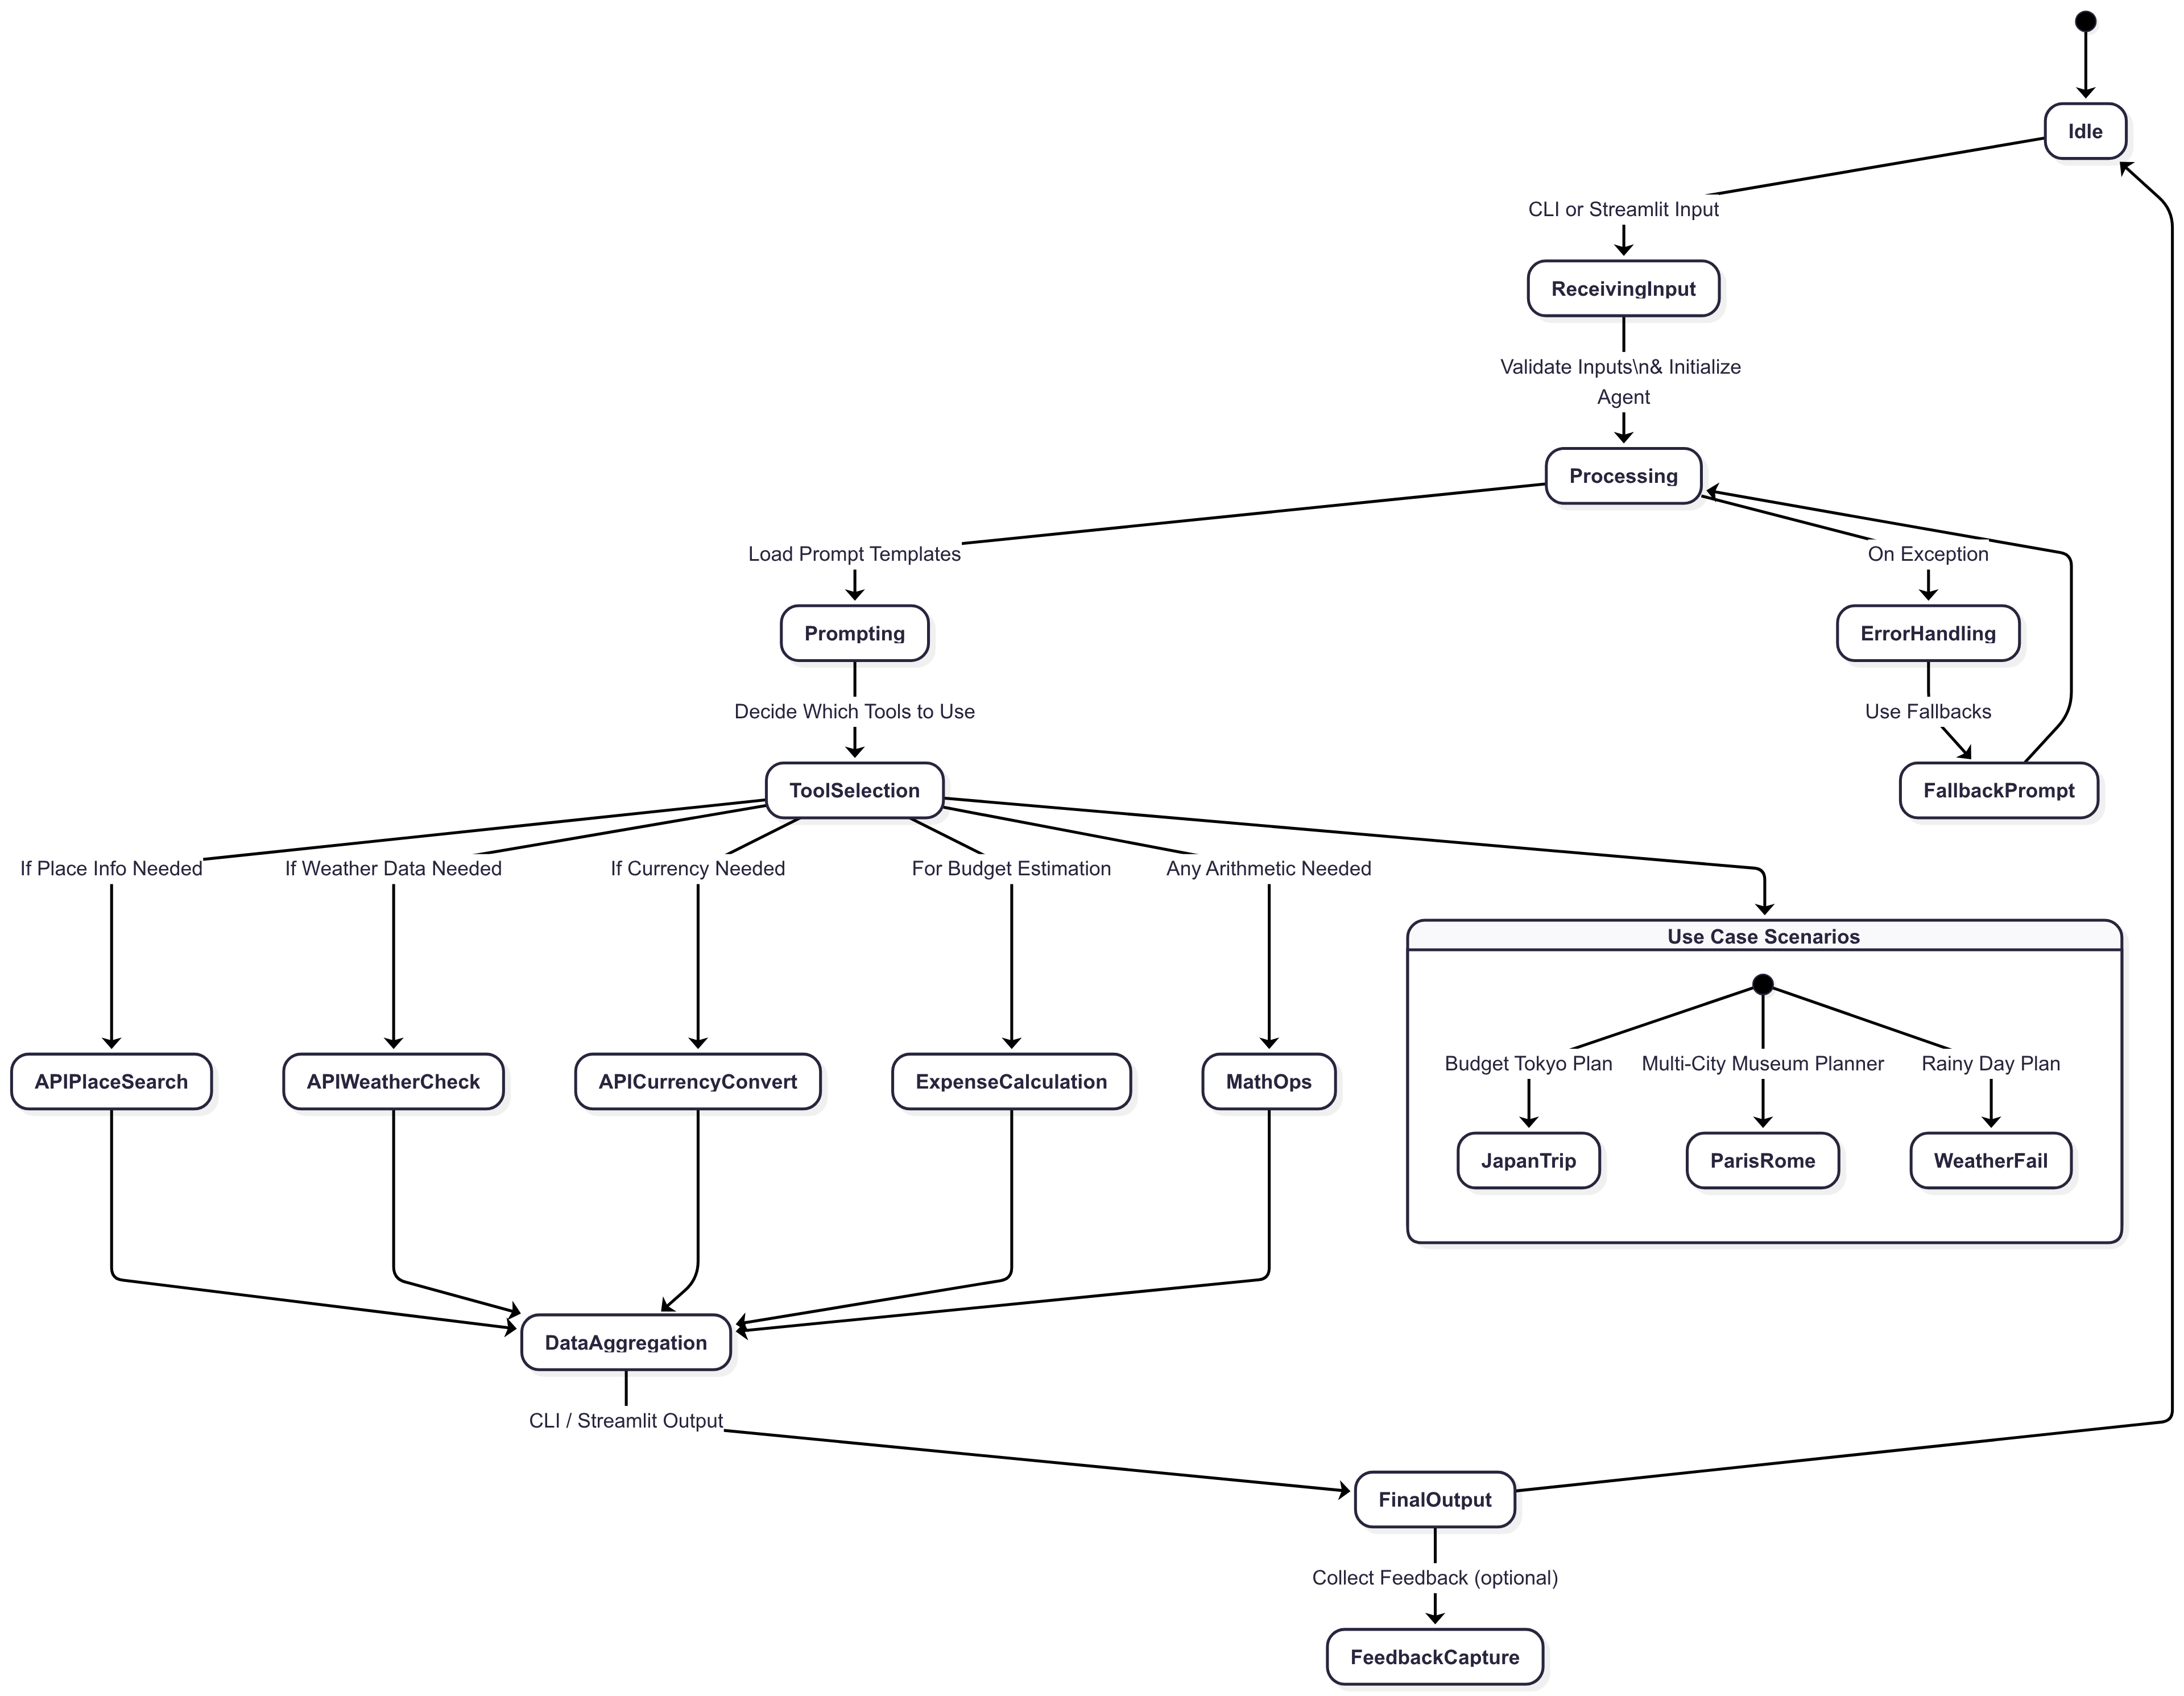 Idle
CLI or Streamlit Input
ReceivingInput
Validate Inputs\n& Initialize
Agent
Processing
Load Prompt Templates
On Exception
Prompting
ErrorHandling
Decide Which Tools to Use
Use Fallbacks
ToolSelection
FallbackPrompt
If Place Info Needed
If Weather Data Needed
If Currency Needed
For Budget Estimation
Any Arithmetic Needed
Use Case Scenarios
Budget Tokyo Plan
Multi-City Museum Planner
Rainy Day Plan
APIPlaceSearch
APIWeatherCheck
APICurrencyConvert
ExpenseCalculation
MathOps
JapanTrip
ParisRome
WeatherFail
DataAggregation
CLI / Streamlit Output
FinalOutput
Collect Feedback (optional)
FeedbackCapture